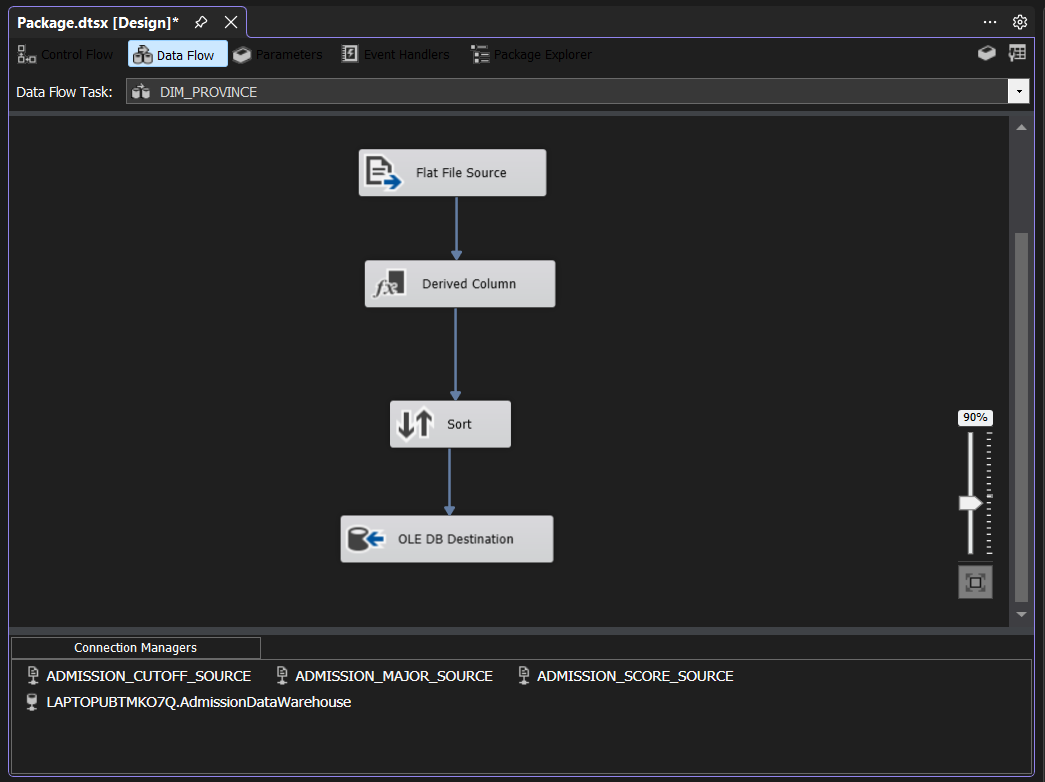 Package.dtsx [Design]*
Control Flow Data Flow Parameters Event Handlers Package Explorer
Data Flow Task: DIM_PROVINCE
Flat File Source
Derived Column
Sort
90%
OLE DB Destination
Connection Managers
ADMISSION_CUTOFF_SOURCE ADMISSION_MAJOR_SOURCE ADMISSION_SCORE_SOURCE
LAPTOPUBTMKO7Q.AdmissionDataWarehouse